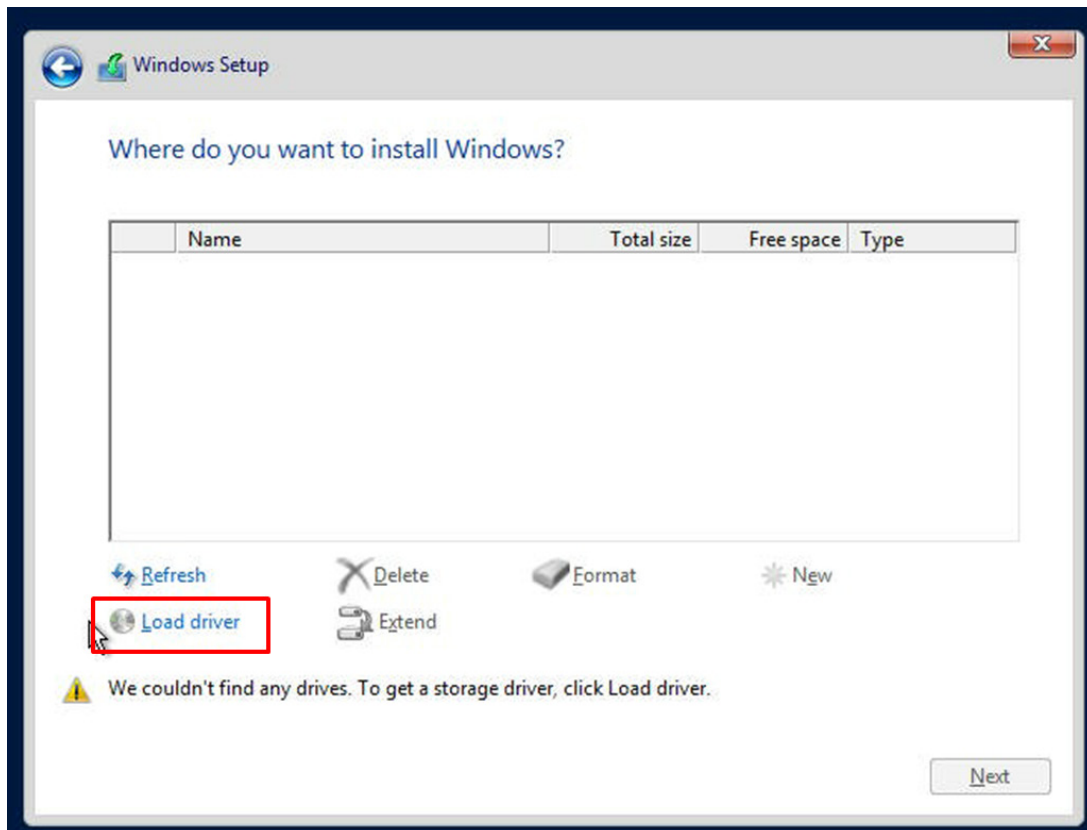 Windows Setup
Where do you want to install Windows?
Name Total size Free space Type
Refresh Delete Format New
Load driver Extend
We couldn't find any drives. To get a storage driver, click Load driver.
Next